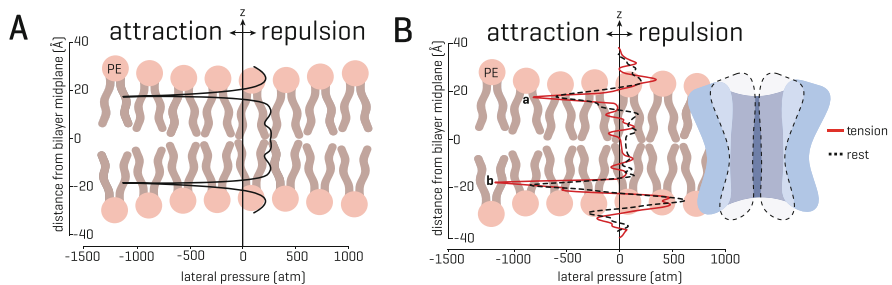 A
attraction
z
repulsion
distance from bilayer midplane (Å)
40
20
0
-20
-40
PE
-1500
-1000
-500
0
500
1000
lateral pressure (atm)
B
attraction
z
repulsion
distance from bilayer midplane (Å)
40
20
0
-20
-40
PE
a
b
-1500
-1000
-500
0
500
1000
lateral pressure (atm)
tension
rest